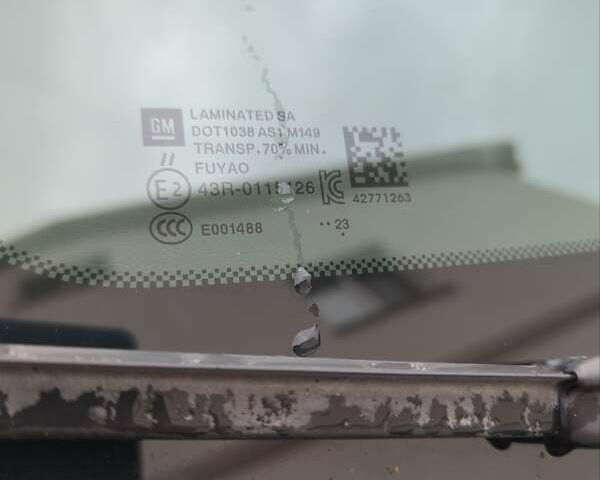 GM
LAMINATED SA
DOT1038 AS1 M149
TRANSP. 70% MIN.
//
FUYAO
E2 43R-0115126
42771263
CCC E001488
·· 23
·